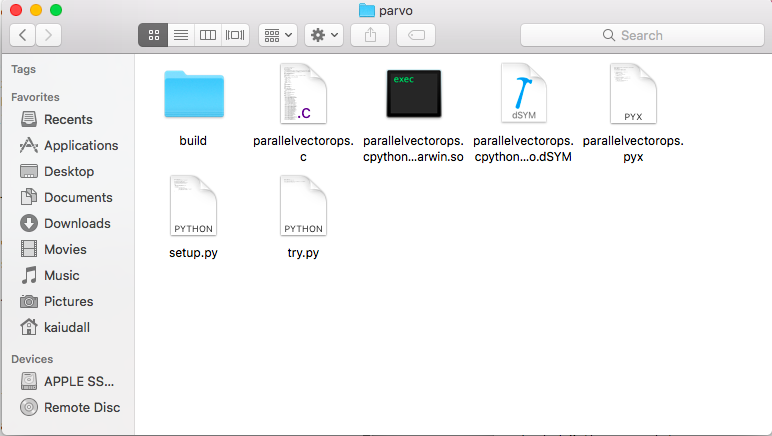 parvo
Search
Tags
Favorites
Recents
Applications
Desktop
Documents
Downloads
Movies
Music
Pictures
kaiudall
Devices
APPLE SS...
Remote Disc
build
.C
parallelvectorops.
c
exec
parallelvectorops.
cpython...arwin.so
dSYM
parallelvectorops.
cpython...o.dSYM
PYX
parallelvectorops.
pyx
PYTHON
setup.py
PYTHON
try.py